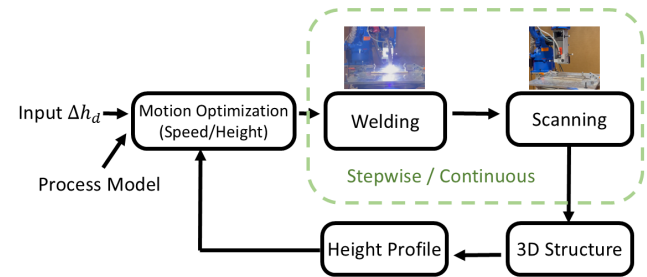 Input Δh_d
Motion Optimization
(Speed/Height)
Welding
Scanning
Process Model
Stepwise / Continuous
Height Profile
3D Structure